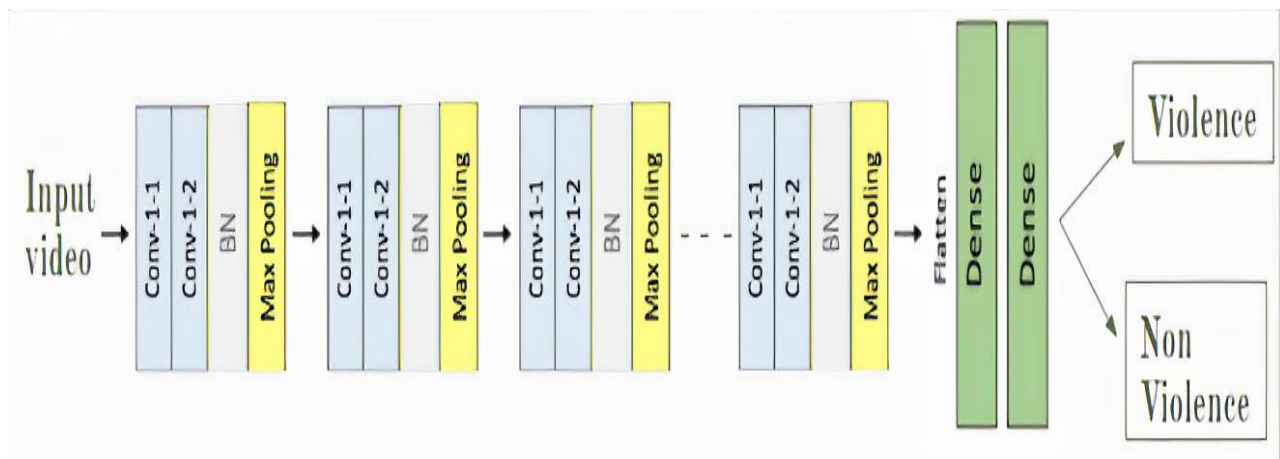 Input
video
Conv-1-1
Conv-1-2
BN
Max Pooling
Conv-1-1
Conv-1-2
BN
Max Pooling
Conv-1-1
Conv-1-2
BN
Max Pooling
Conv-1-1
Conv-1-2
BN
Max Pooling
Flatten
Dense
Dense
Violence
Non
Violence